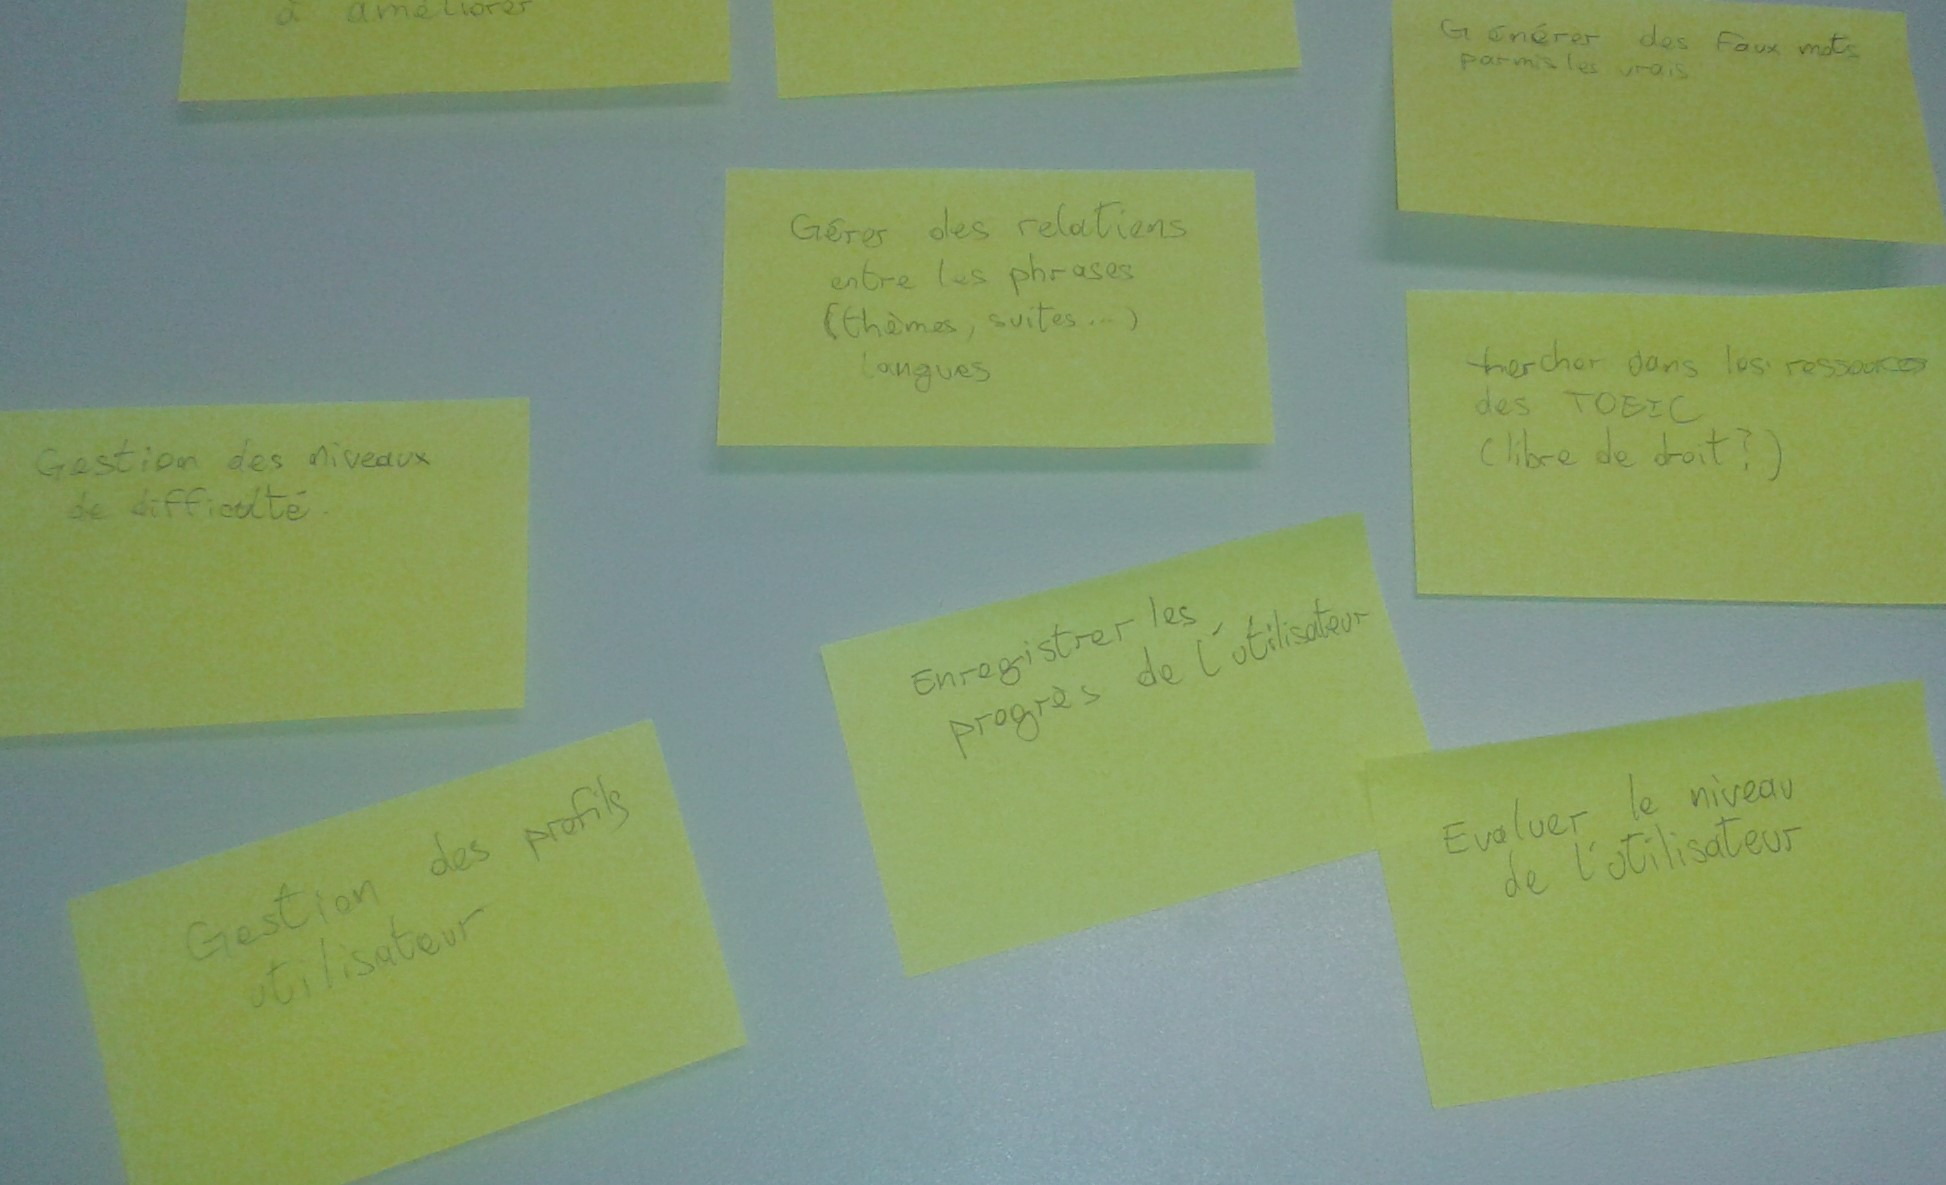 à améliorer
Générer des Faux mots
parmis les vrais
Gérer des relations
entre les phrases
(thèmes, suites...)
langues
chercher dans les ressources
des TOEIC
(libre de droit?)
Gestion des niveaux
de difficulté.
Enregistrer les
progrès de l'utilisateur
Evaluer le niveau
de l'utilisateur
Gestion des profils
utilisateur